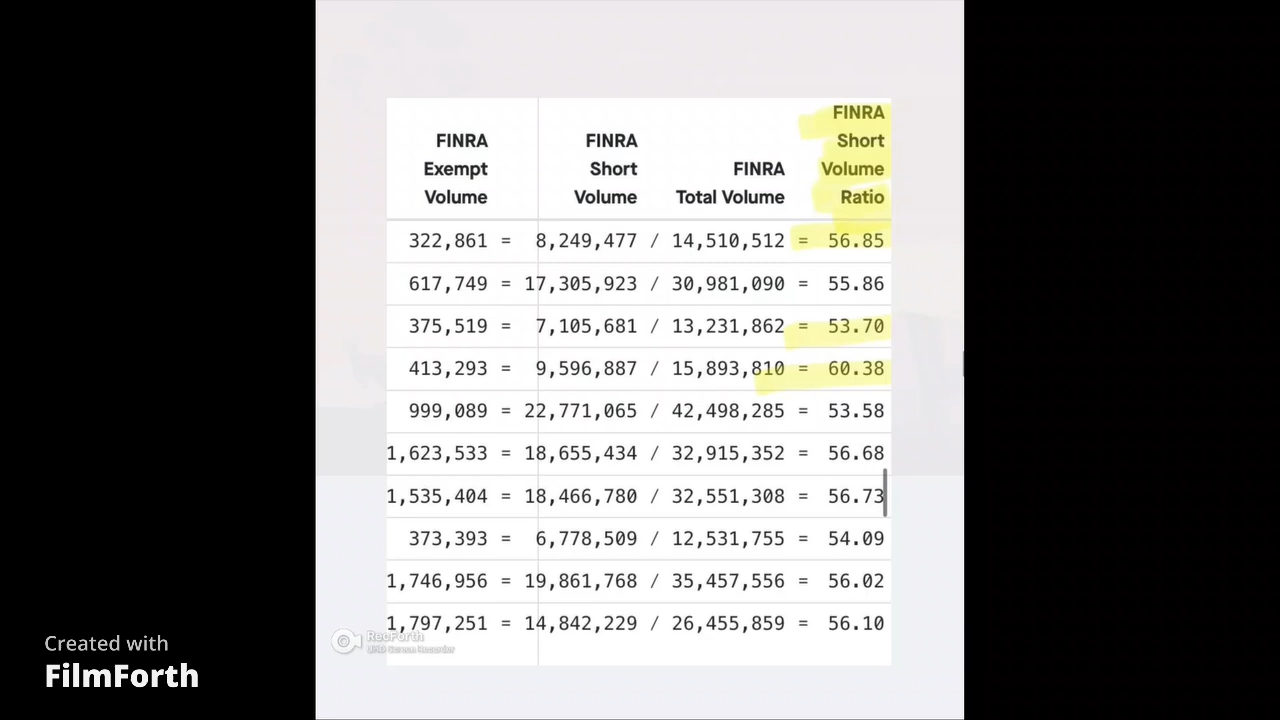 FINRA Exempt Volume FINRA Short Volume FINRA Total Volume FINRA Short Volume Ratio
322,861 = 8,249,477 / 14,510,512 = 56.85
617,749 = 17,305,923 / 30,981,090 = 55.86
375,519 = 7,105,681 / 13,231,862 = 53.70
413,293 = 9,596,887 / 15,893,810 = 60.38
999,089 = 22,771,065 / 42,498,285 = 53.58
1,623,533 = 18,655,434 / 32,915,352 = 56.68
1,535,404 = 18,466,780 / 32,551,308 = 56.73
373,393 = 6,778,509 / 12,531,755 = 54.09
1,746,956 = 19,861,768 / 35,457,556 = 56.02
1,797,251 = 14,842,229 / 26,455,859 = 56.10
RecForth
UHD Screen Recorder
Created with
FilmForth